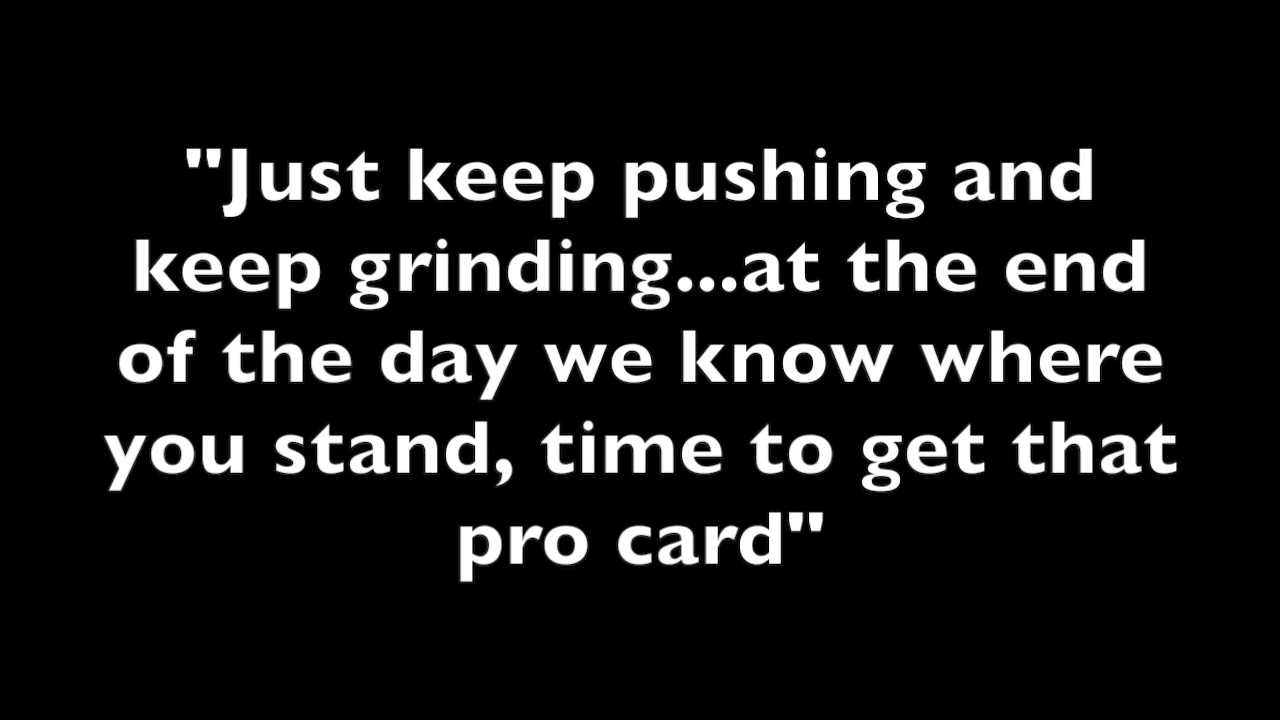 "Just keep pushing and
keep grinding...at the end
of the day we know where
you stand, time to get that
pro card"